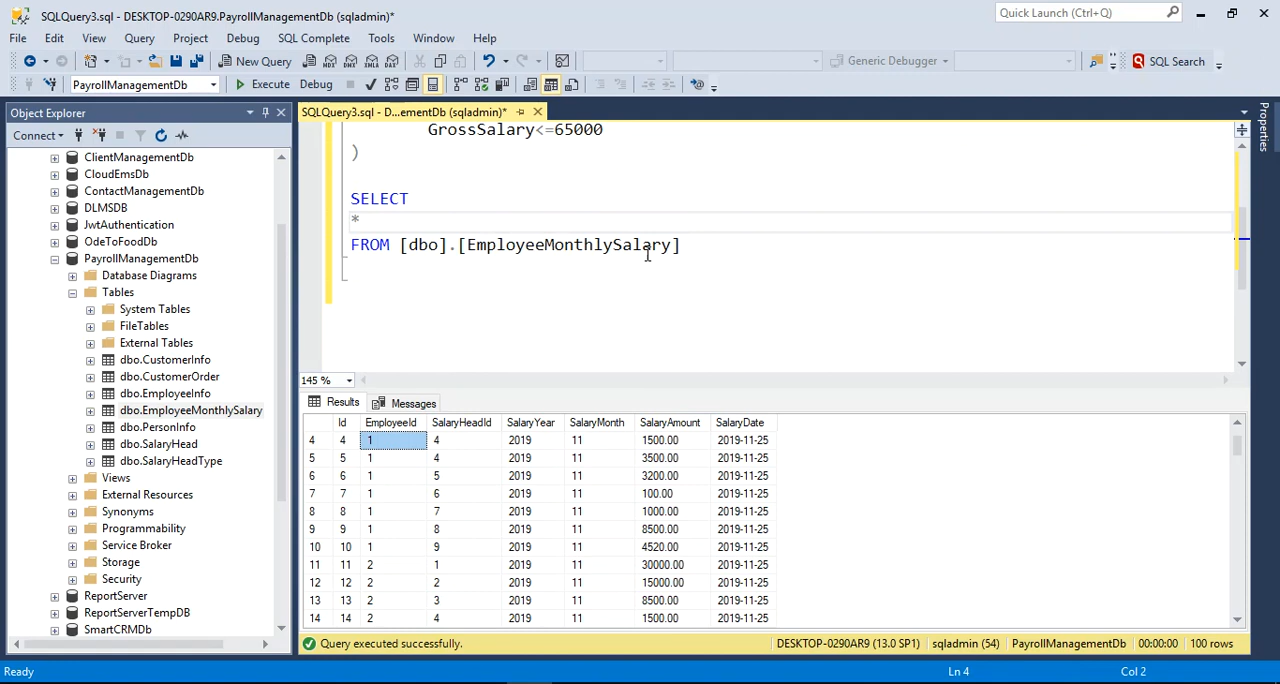 SQLQuery3.sql - DESKTOP-0290AR9.PayrollManagementDb (sqladmin)*
Quick Launch (Ctrl+Q)
File Edit View Query Project Debug SQL Complete Tools Window Help
New Query
Generic Debugger
SQL Search
PayrollManagementDb
Execute Debug
Object Explorer
SQLQuery3.sql - D...ementDb (sqladmin)*
Properties
Connect
ClientManagementDb
CloudEmsDb
ContactManagementDb
DLMSDB
JwtAuthentication
OdeToFoodDb
PayrollManagementDb
Database Diagrams
Tables
System Tables
FileTables
External Tables
dbo.CustomerInfo
dbo.CustomerOrder
dbo.EmployeeInfo
dbo.EmployeeMonthlySalary
dbo.PersonInfo
dbo.SalaryHead
dbo.SalaryHeadType
Views
External Resources
Synonyms
Programmability
Service Broker
Storage
Security
ReportServer
ReportServerTempDB
SmartCRMDb
GrossSalary<=65000
)
SELECT
*
FROM [dbo].[EmployeeMonthlySalary]
145 %
Results Messages
Id EmployeeId SalaryHeadId SalaryYear SalaryMonth SalaryAmount SalaryDate
4 4 1 4 2019 11 1500.00 2019-11-25
5 5 1 4 2019 11 3500.00 2019-11-25
6 6 1 5 2019 11 3200.00 2019-11-25
7 7 1 6 2019 11 100.00 2019-11-25
8 8 1 7 2019 11 1000.00 2019-11-25
9 9 1 8 2019 11 8500.00 2019-11-25
10 10 1 9 2019 11 4520.00 2019-11-25
11 11 2 1 2019 11 30000.00 2019-11-25
12 12 2 2 2019 11 15000.00 2019-11-25
13 13 2 3 2019 11 8500.00 2019-11-25
14 14 2 4 2019 11 1500.00 2019-11-25
Query executed successfully.
DESKTOP-0290AR9 (13.0 SP1) sqladmin (54) PayrollManagementDb 00:00:00 100 rows
Ready
Ln 4
Col 2